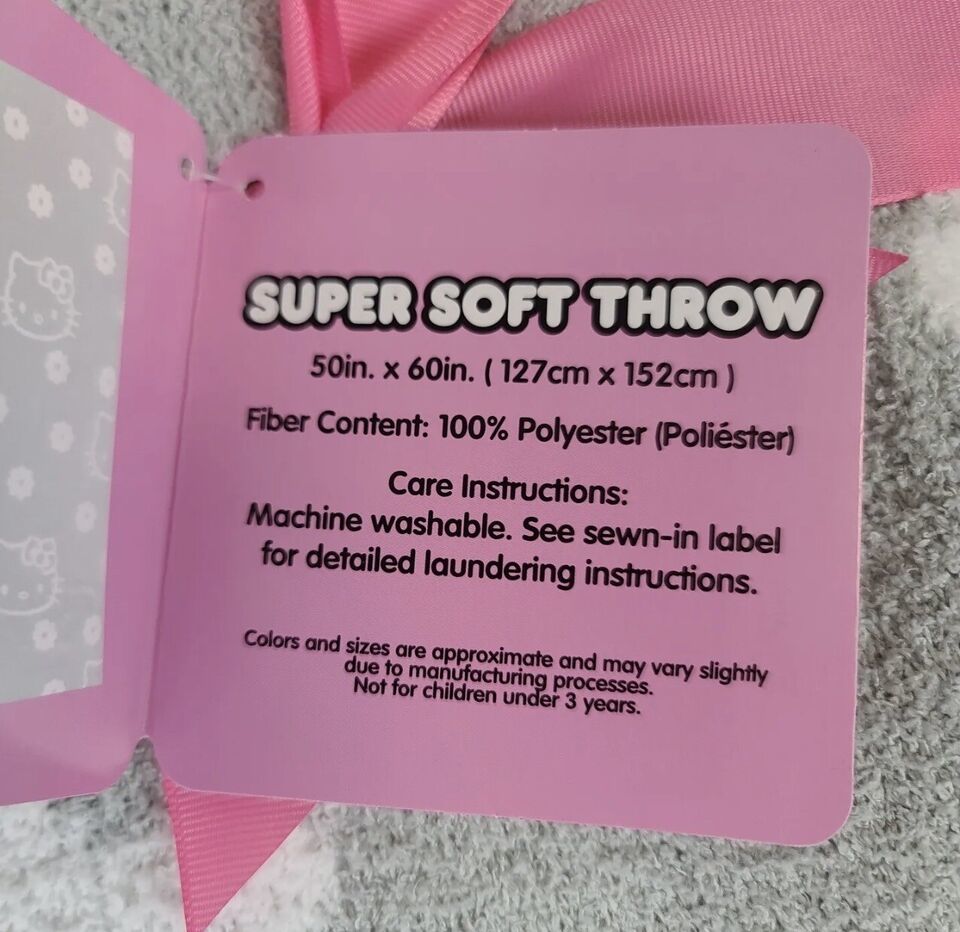 SUPER SOFT THROW
50in. x 60in. ( 127cm x 152cm )
Fiber Content: 100% Polyester (Poliéster)
Care Instructions:
Machine washable. See sewn-in label
for detailed laundering instructions.
Colors and sizes are approximate and may vary slightly
due to manufacturing processes.
Not for children under 3 years.